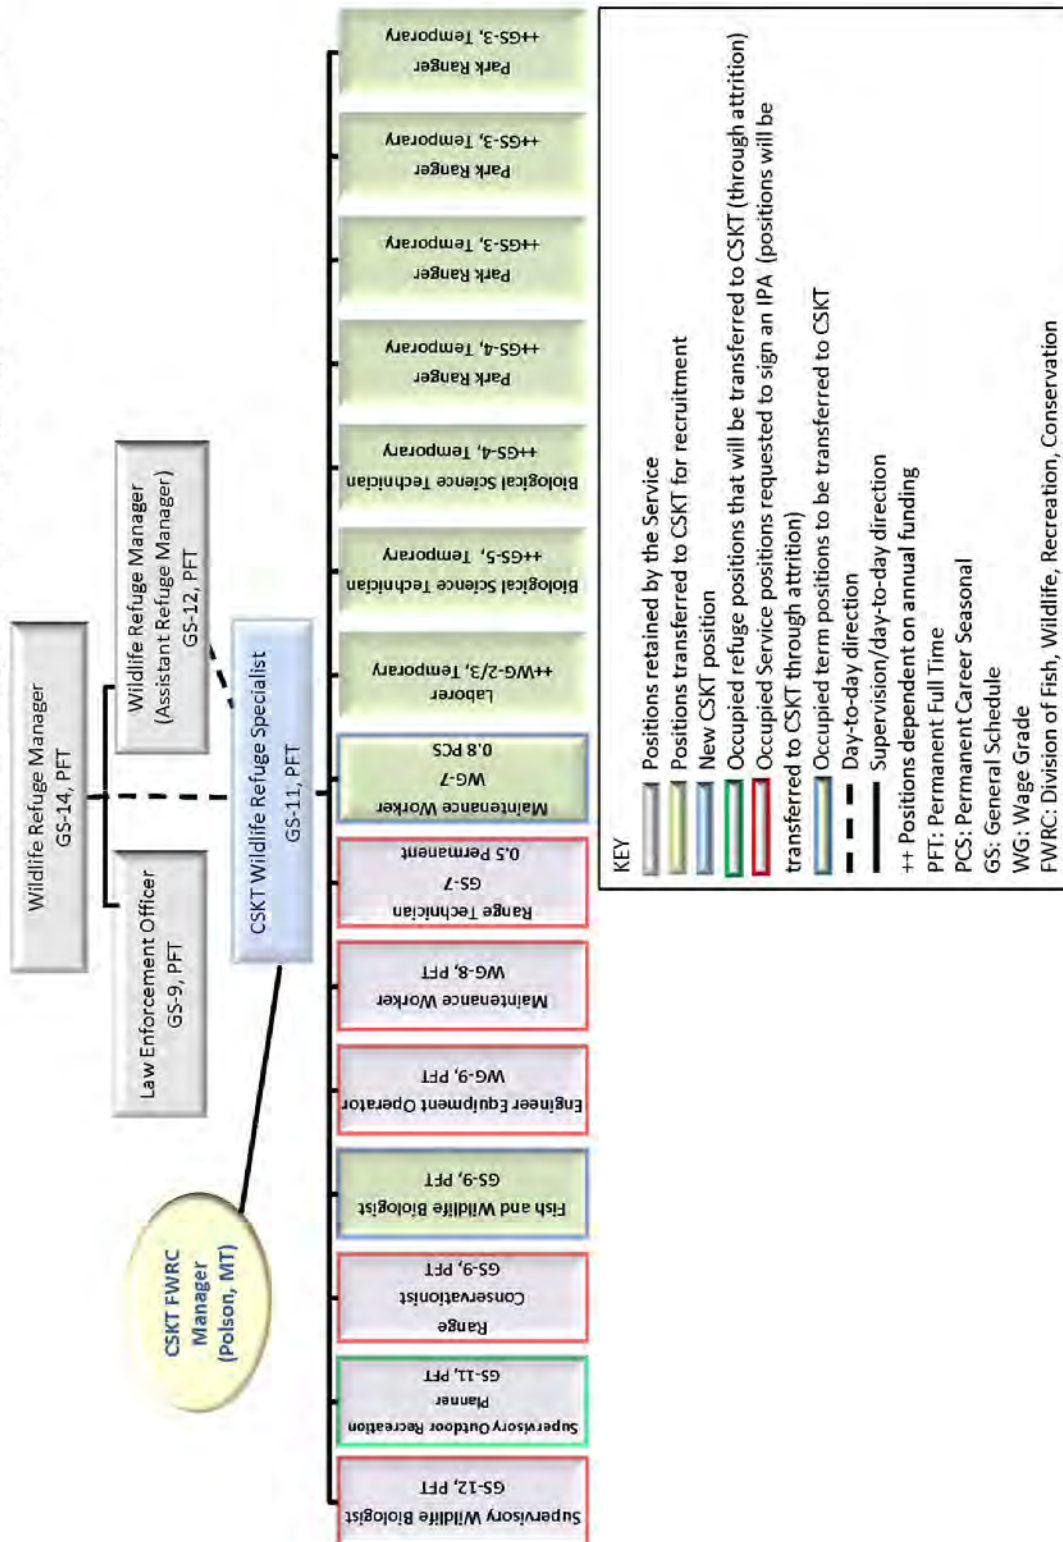 Wildlife Refuge Manager
GS-14, PFT
Law Enforcement Officer
GS-9, PFT
Wildlife Refuge Manager
(Assistant Refuge Manager)
GS-12, PFT
CSKT FWRC
Manager
(Polson, MT)
CSKT Wildlife Refuge Specialist
GS-11, PFT
Supervisory Wildlife Biologist
GS-12, PFT
Supervisory Outdoor Recreation
Planner
GS-11, PFT
Range
Conservationist
GS-9, PFT
Fish and Wildlife Biologist
GS-9, PFT
Engineer Equipment Operator
WG-9, PFT
Maintenance Worker
WG-8, PFT
Range Technician
GS-7
0.5 Permanent
Maintenance Worker
WG-7
0.8 PCS
Laborer
++WG-2/3, Temporary
Biological Science Technician
++GS-5, Temporary
Biological Science Technician
++GS-4, Temporary
Park Ranger
++GS-4, Temporary
Park Ranger
++GS-3, Temporary
Park Ranger
++GS-3, Temporary
Park Ranger
++GS-3, Temporary
KEY
Positions retained by the Service
Positions transferred to CSKT for recruitment
New CSKT position
Occupied refuge positions that will be transferred to CSKT (through attrition)
Occupied Service positions requested to sign an IPA (positions will be
transferred to CSKT through attrition)
Occupied term positions to be transferred to CSKT
Day-to-day direction
Supervision/day-to-day direction
++ Positions dependent on annual funding
PFT: Permanent Full Time
PCS: Permanent Career Seasonal
GS: General Schedule
WG: Wage Grade
FWRC: Division of Fish, Wildlife, Recreation, Conservation